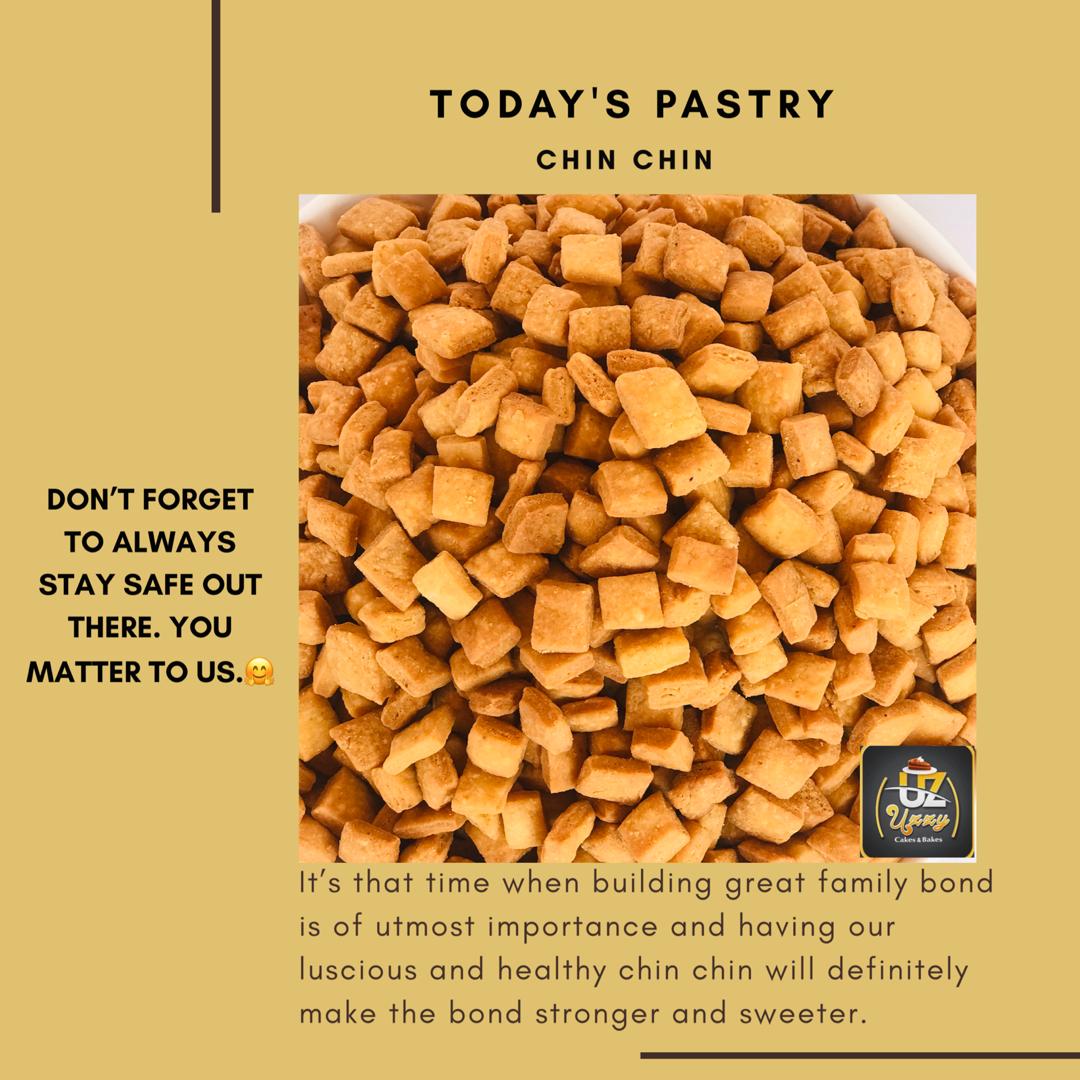 TODAY'S PASTRY
CHIN CHIN
DON’T FORGET
TO ALWAYS
STAY SAFE OUT
THERE. YOU
MATTER TO US.🤗
UZ
Uzzy
Cakes & Bakes
It’s that time when building great family bond
is of utmost importance and having our
luscious and healthy chin chin will definitely
make the bond stronger and sweeter.